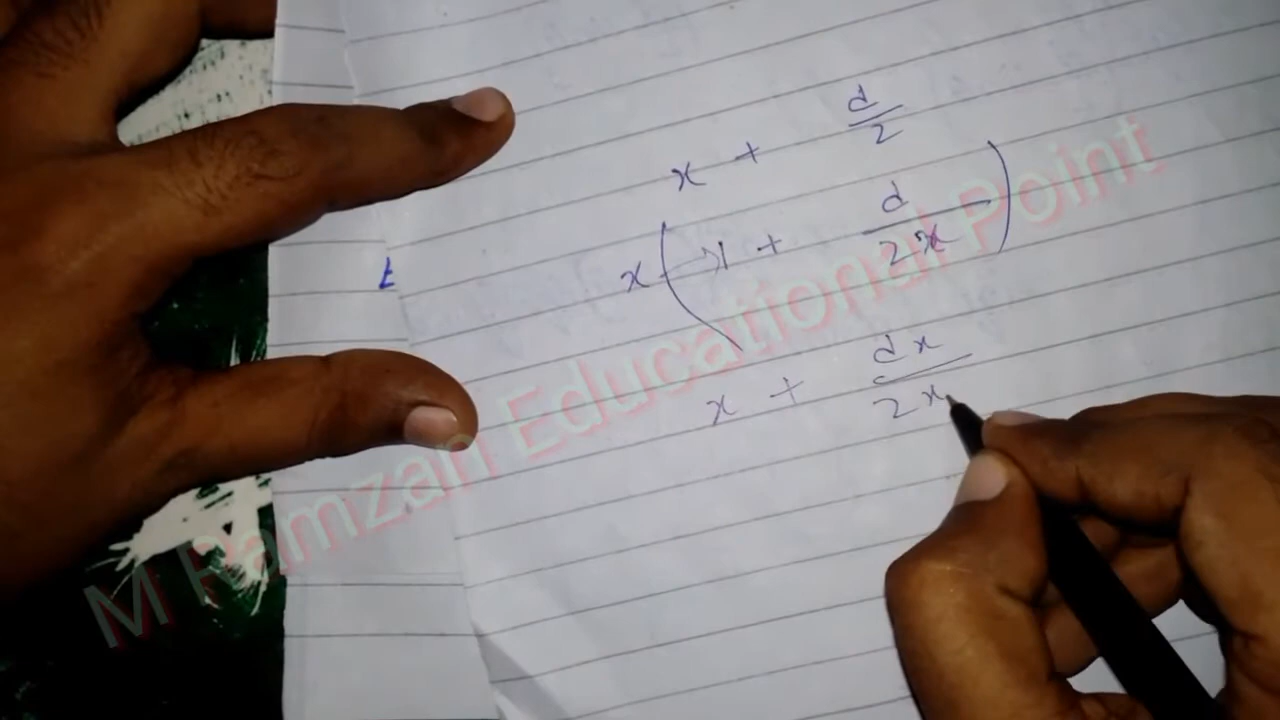 x + d/2
x ( 1 + d/2x )
x + dx/2x
M Ramzan Educational Point